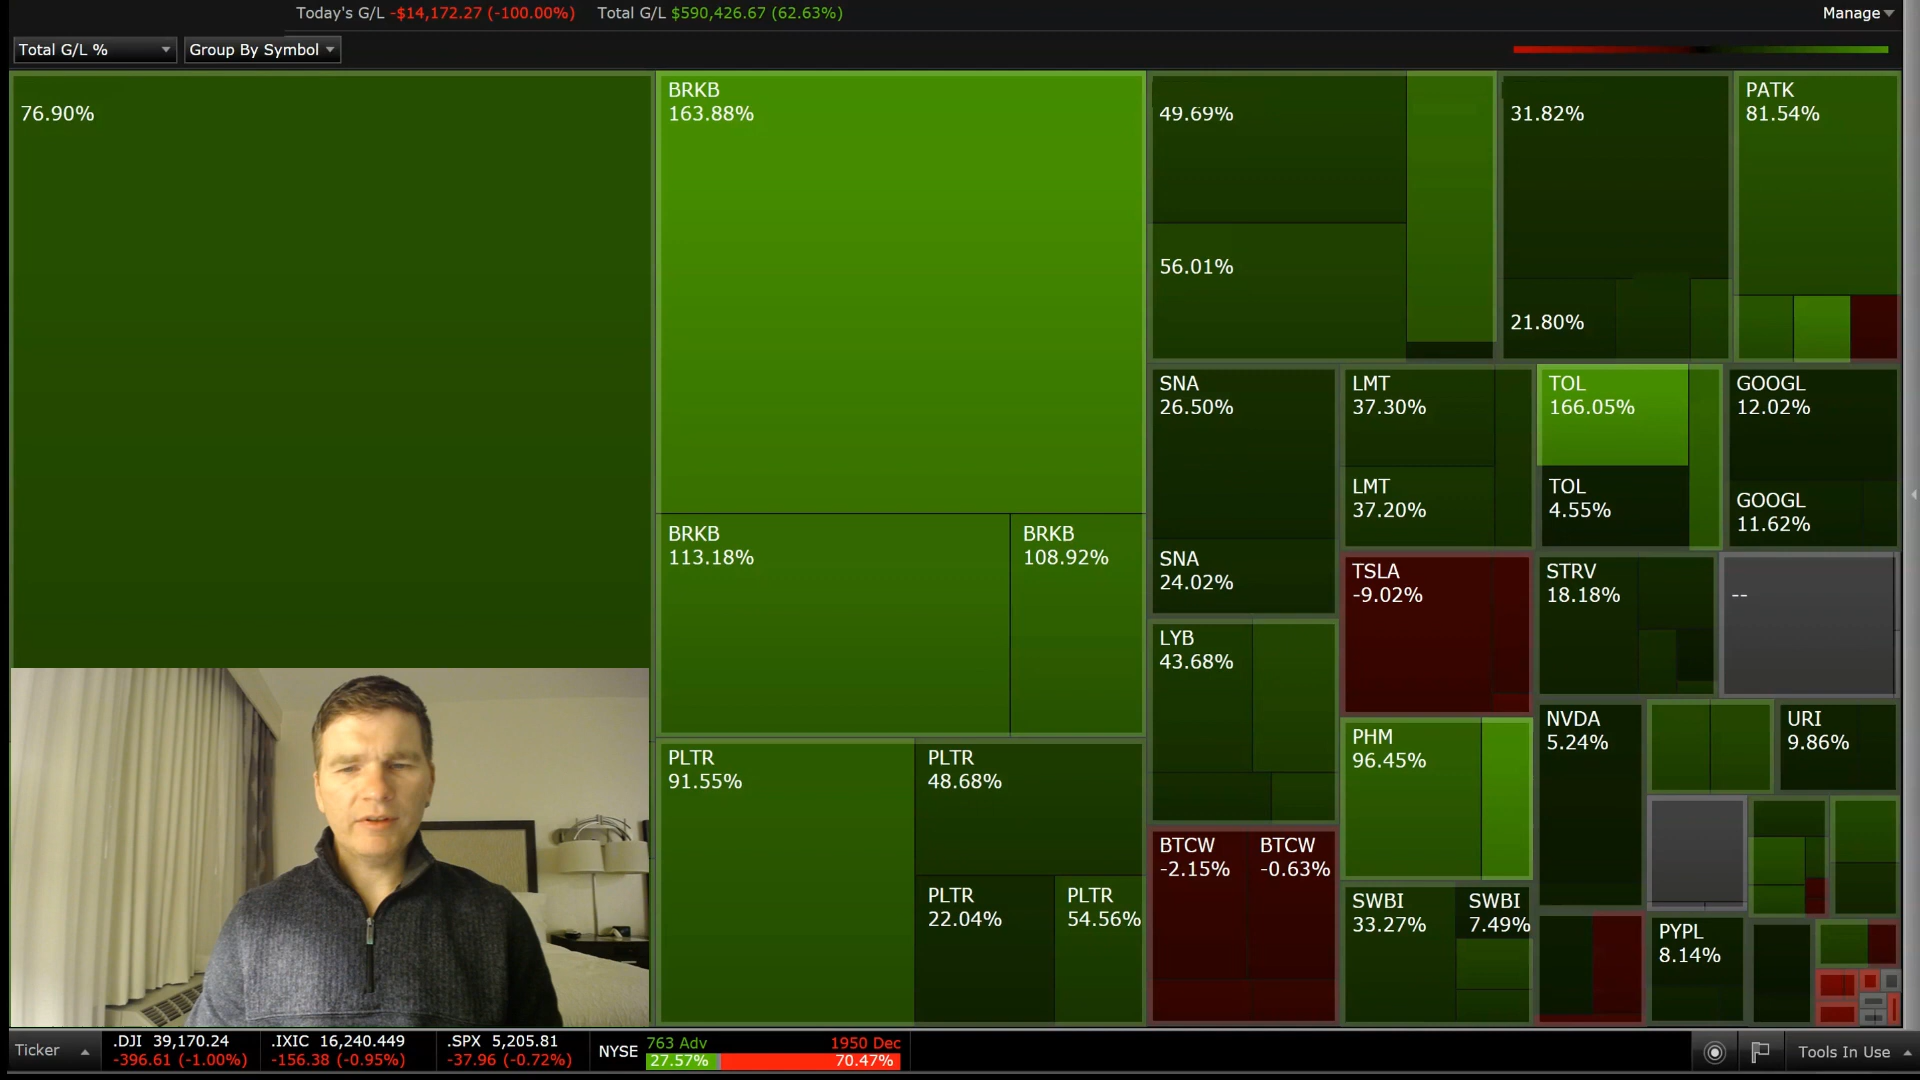 Today's G/L -$14,172.27 (-100.00%) Total G/L $590,426.67 (62.63%)
Manage
Total G/L %
Group By Symbol
76.90%
BRKB
163.88%
BRKB
113.18%
BRKB
108.92%
PLTR
91.55%
PLTR
48.68%
PLTR
22.04%
PLTR
54.56%
49.69%
56.01%
31.82%
21.80%
PATK
81.54%
SNA
26.50%
SNA
24.02%
LMT
37.30%
LMT
37.20%
TOL
166.05%
TOL
4.55%
GOOGL
12.02%
GOOGL
11.62%
LYB
43.68%
TSLA
-9.02%
STRV
18.18%
--
BTCW
-2.15%
BTCW
-0.63%
PHM
96.45%
SWBI
33.27%
SWBI
7.49%
NVDA
5.24%
URI
9.86%
PYPL
8.14%
Ticker
.DJI 39,170.24
-396.61 (-1.00%)
.IXIC 16,240.449
-156.38 (-0.95%)
.SPX 5,205.81
-37.96 (-0.72%)
NYSE
763 Adv
1950 Dec
27.57%
70.47%
Tools In Use